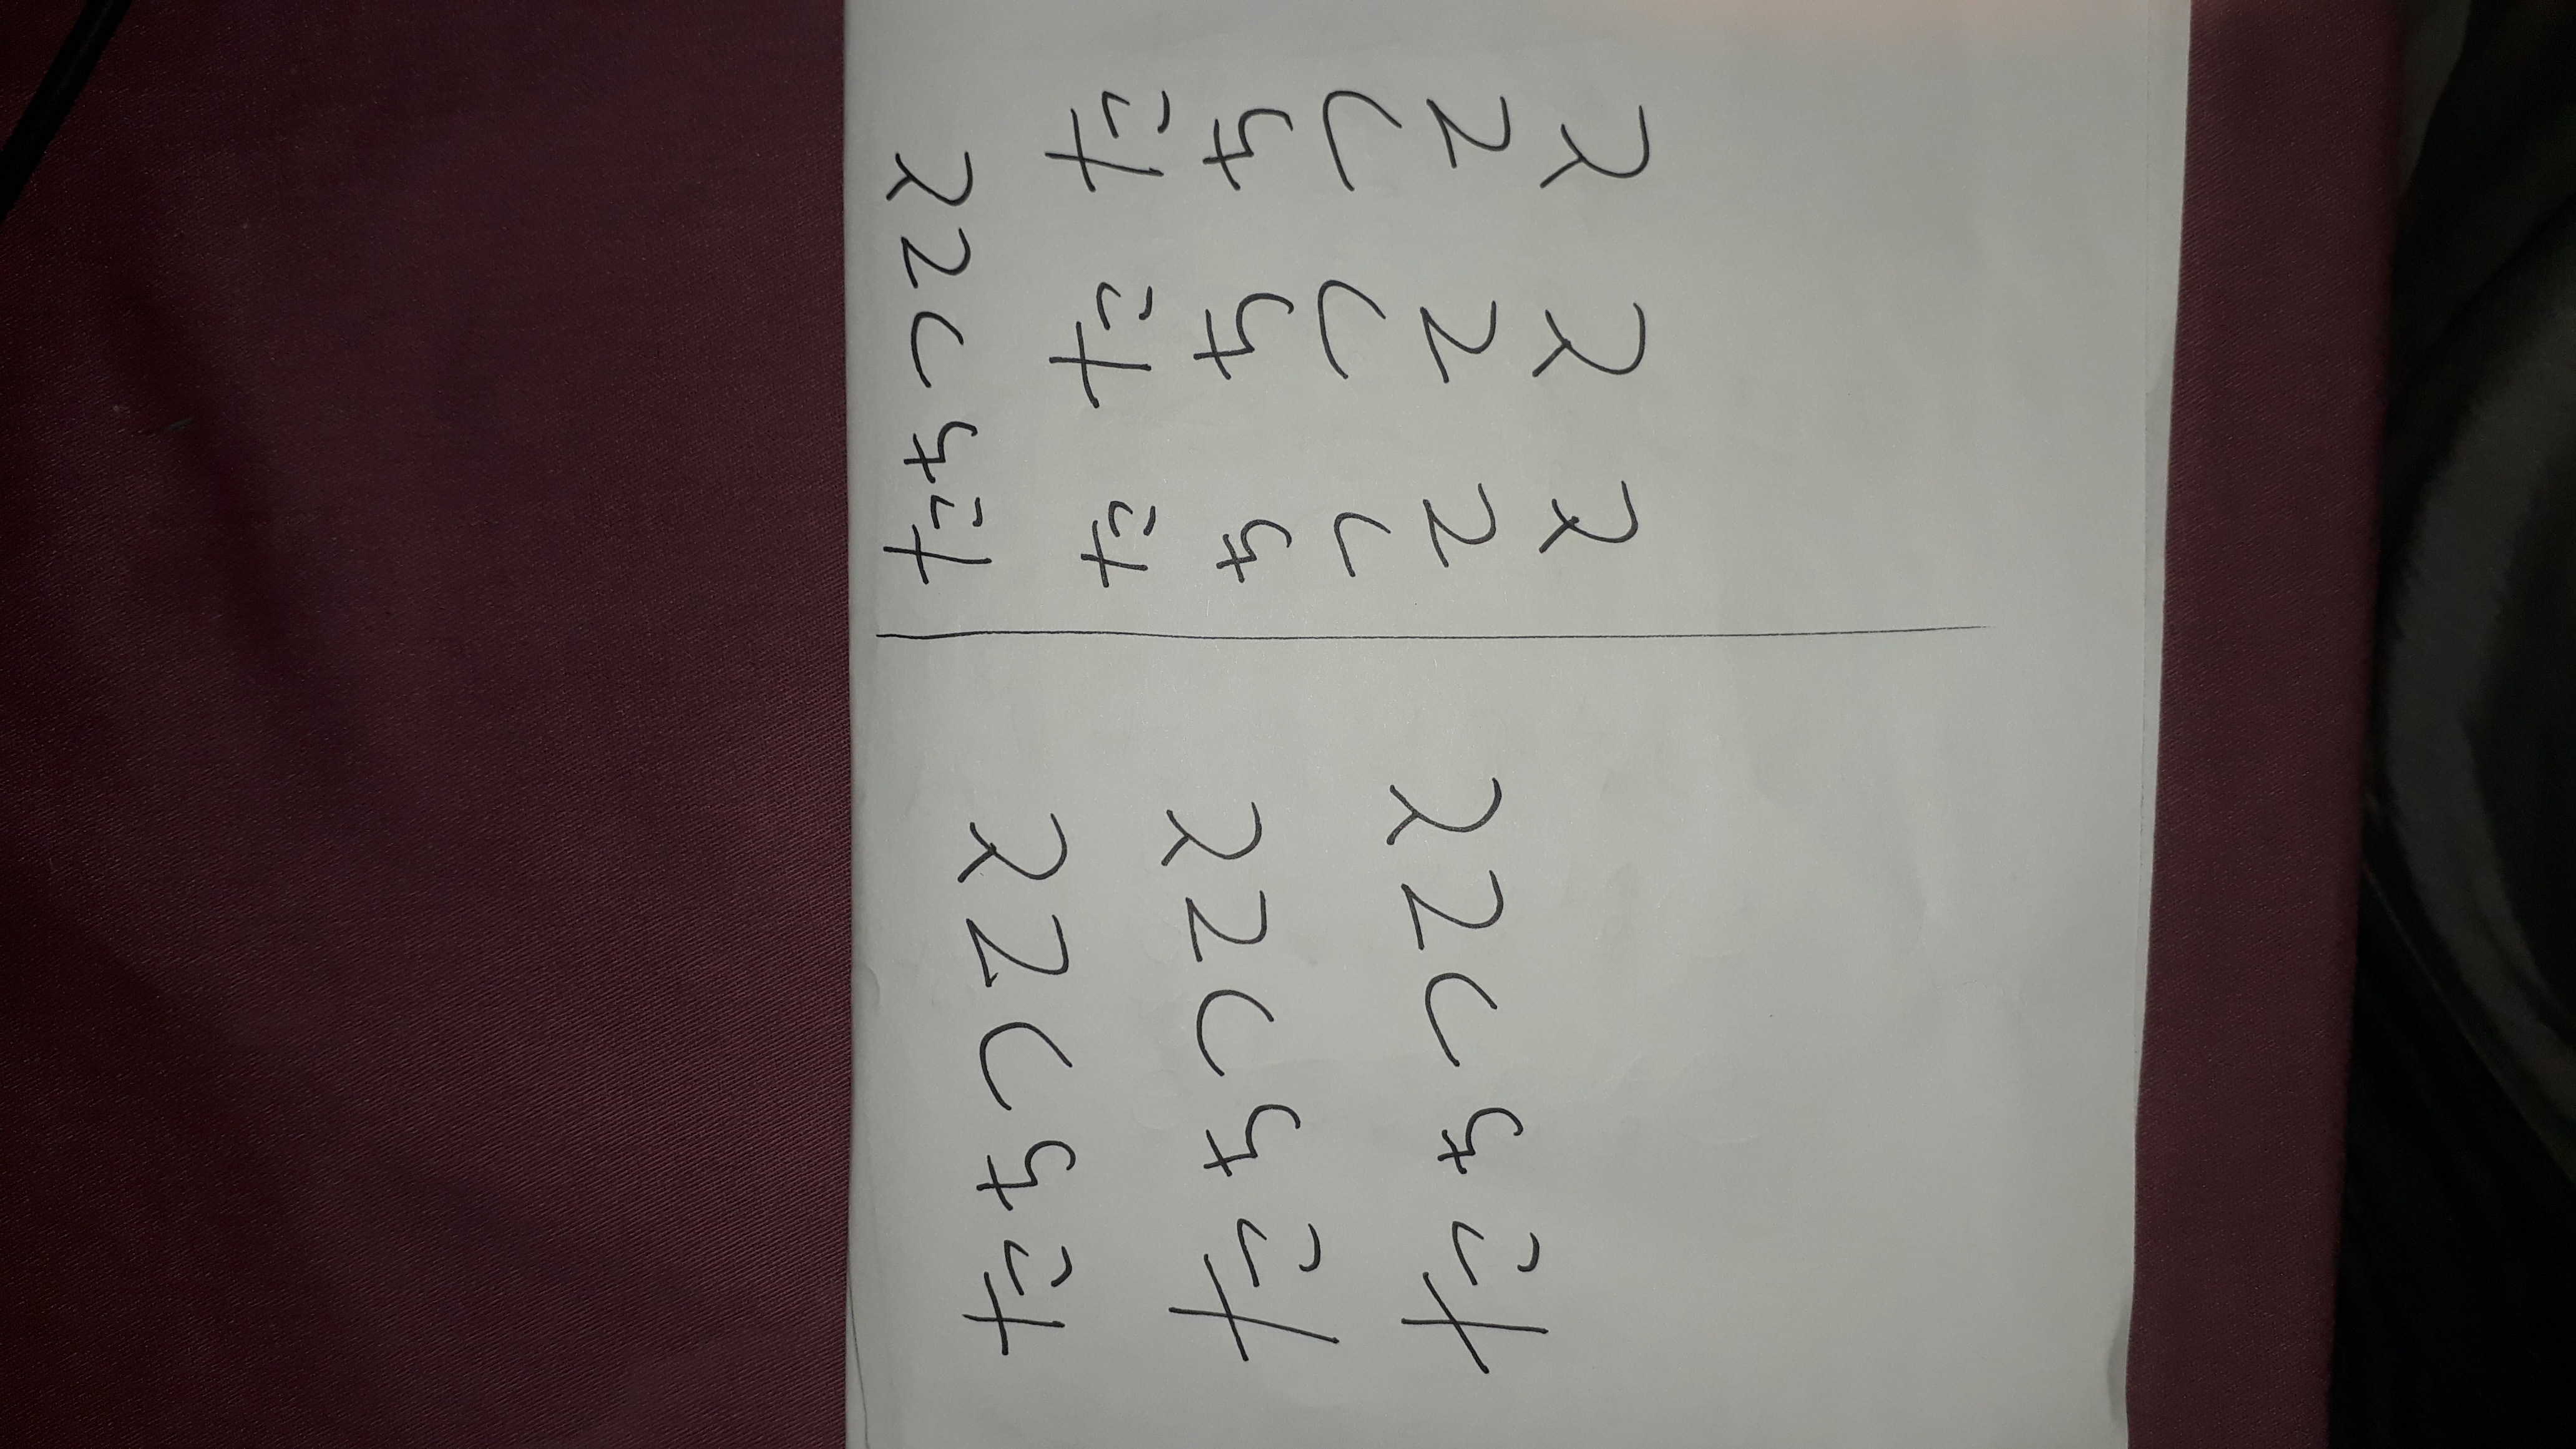 たちつてと
たちつてと
たちつてと
たちつてと
た た た
ち ち ち
つ つ つ
て て て
と と と